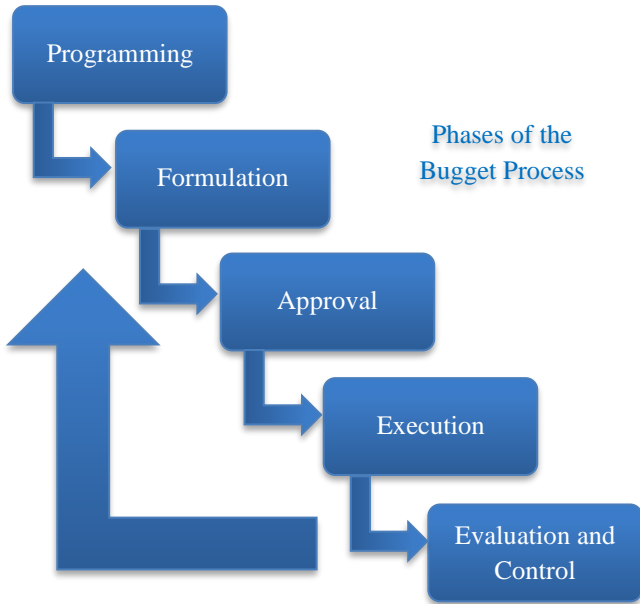 Programming
Phases of the
Bugget Process
Formulation
Approval
Execution
Evaluation and
Control